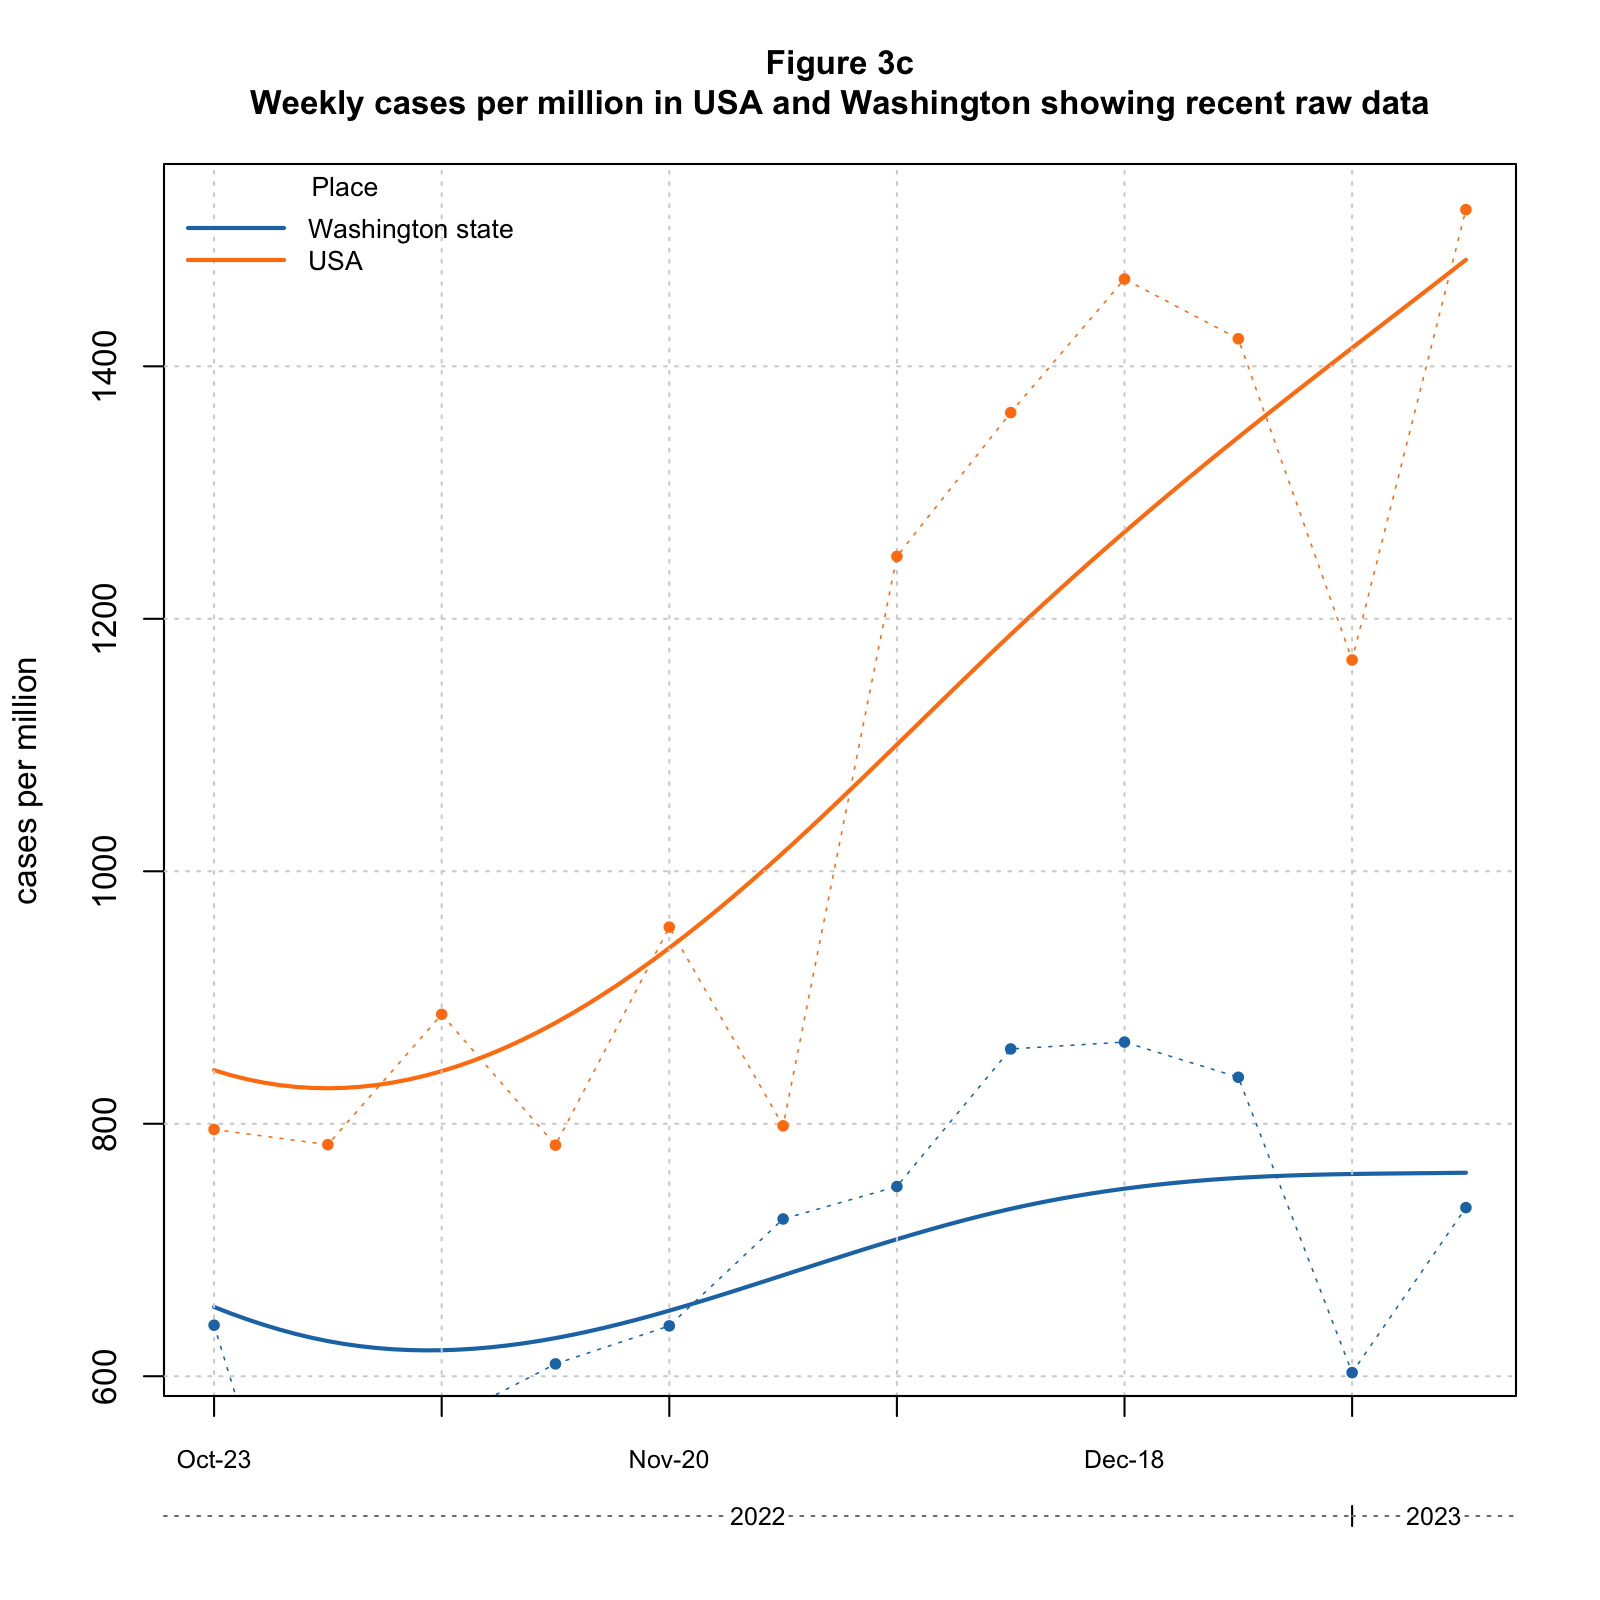 Figure 3c
Weekly cases per million in USA and Washington showing recent raw data
Place
Washington state
USA
cases per million
1400
1200
1000
800
600
Oct-23
Nov-20
Dec-18
2022
2023